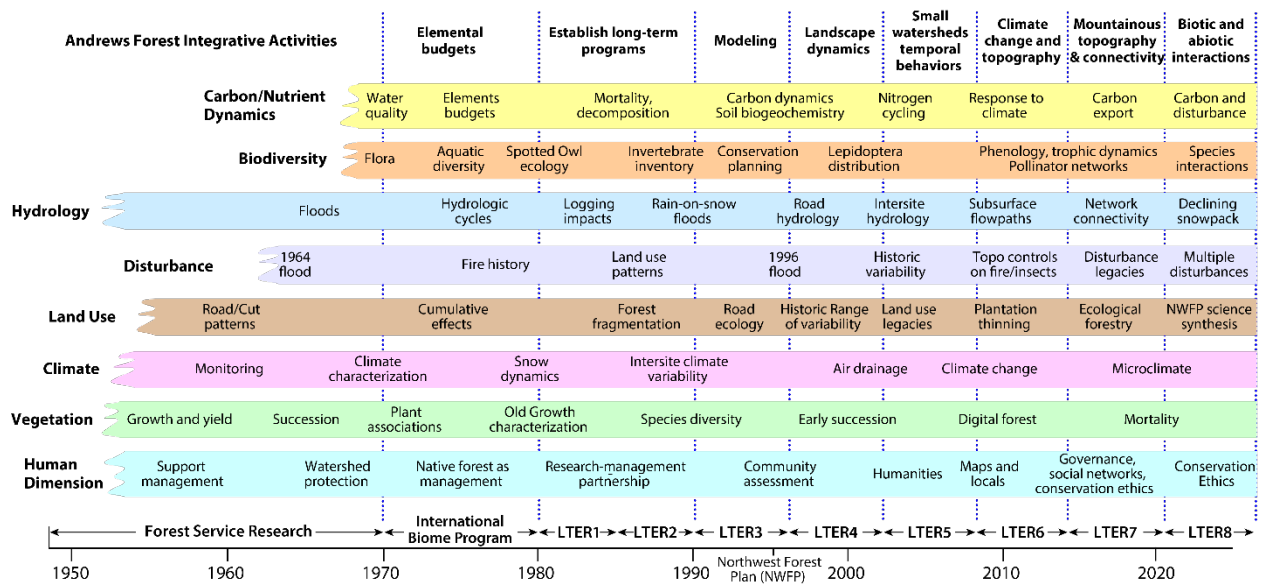 Andrews Forest Integrative Activities
Elemental
budgets
Establish long-term
programs
Modeling
Landscape
dynamics
Small
watersheds
temporal
behaviors
Climate
change and
topography
Mountainous
topography
& connectivity
Biotic and
abiotic
interactions
Carbon/Nutrient
Dynamics
Water
quality
Elements
budgets
Mortality,
decomposition
Carbon dynamics
Soil biogeochemistry
Nitrogen
cycling
Response to
climate
Carbon
export
Carbon and
disturbance
Biodiversity
Flora
Aquatic
diversity
Spotted Owl
ecology
Invertebrate
inventory
Conservation
planning
Lepidoptera
distribution
Phenology, trophic dynamics
Pollinator networks
Species
interactions
Hydrology
Floods
Hydrologic
cycles
Logging
impacts
Rain-on-snow
floods
Road
hydrology
Intersite
hydrology
Subsurface
flowpaths
Network
connectivity
Declining
snowpack
Disturbance
1964
flood
Fire history
Land use
patterns
1996
flood
Historic
variability
Topo controls
on fire/insects
Disturbance
legacies
Multiple
disturbances
Land Use
Road/Cut
patterns
Cumulative
effects
Forest
fragmentation
Road
ecology
Historic Range
of variability
Land use
legacies
Plantation
thinning
Ecological
forestry
NWFP science
synthesis
Climate
Monitoring
Climate
characterization
Snow
dynamics
Intersite climate
variability
Air drainage
Climate change
Microclimate
Vegetation
Growth and yield
Succession
Plant
associations
Old Growth
characterization
Species diversity
Early succession
Digital forest
Mortality
Human
Dimension
Support
management
Watershed
protection
Native forest as
management
Research-management
partnership
Community
assessment
Humanities
Maps and
locals
Governance,
social networks,
conservation ethics
Conservation
Ethics
Forest Service Research
International
Biome Program
LTER1
LTER2
LTER3
LTER4
LTER5
LTER6
LTER7
LTER8
1950
1960
1970
1980
1990
Northwest Forest
Plan (NWFP)
2000
2010
2020